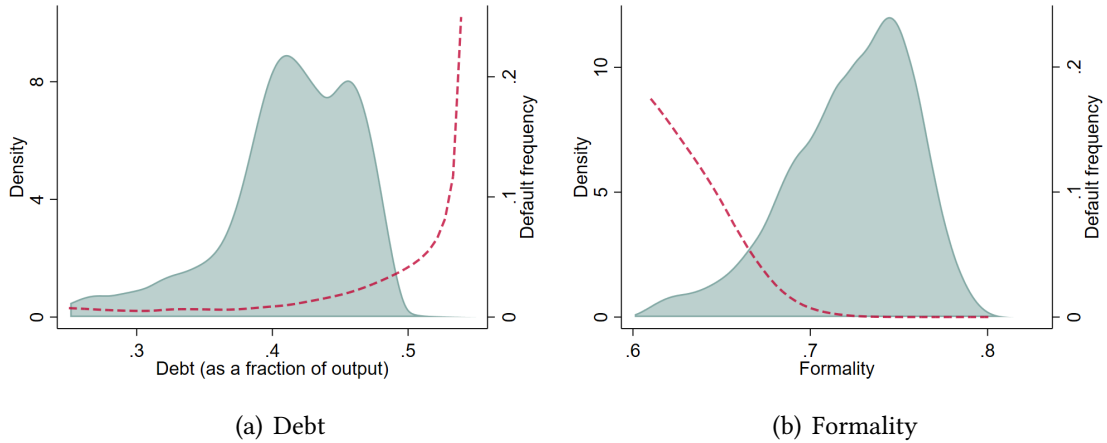 8
4
0
Density
.2
.1
0
Default frequency
.3
.4
.5
Debt (as a fraction of output)
(a) Debt
10
5
0
Density
.2
.1
0
Default frequency
.6
.7
.8
Formality
(b) Formality